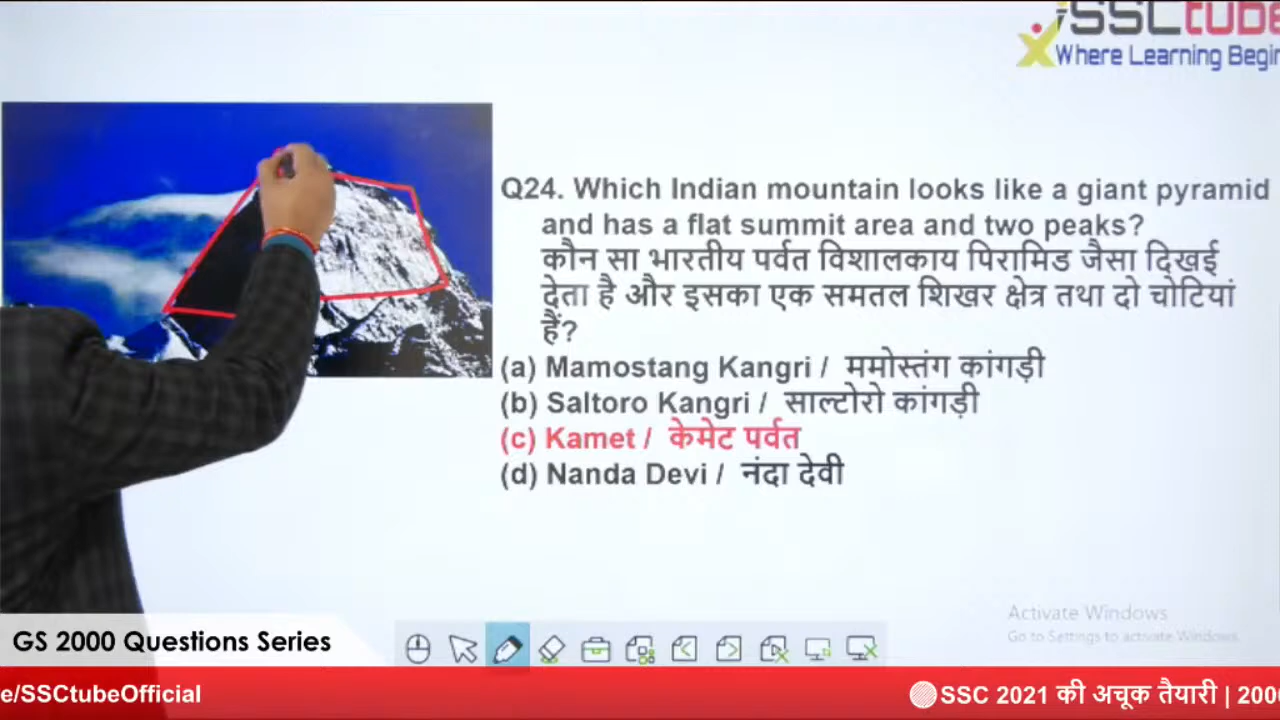 iSSCtube
Where Learning Begin
Q24. Which Indian mountain looks like a giant pyramid
and has a flat summit area and two peaks?
कौन सा भारतीय पर्वत विशालकाय पिरामिड जैसा दिखई
देता है और इसका एक समतल शिखर क्षेत्र तथा दो चोटियां
हैं?
(a) Mamostang Kangri / ममोस्तंग कांगड़ी
(b) Saltoro Kangri / साल्टोरो कांगड़ी
(c) Kamet / केमेट पर्वत
(d) Nanda Devi / नंदा देवी
Activate Windows
Go to Settings to activate Windows.
GS 2000 Questions Series
e/SSCtubeOfficial
SSC 2021 की अचूक तैयारी | 200